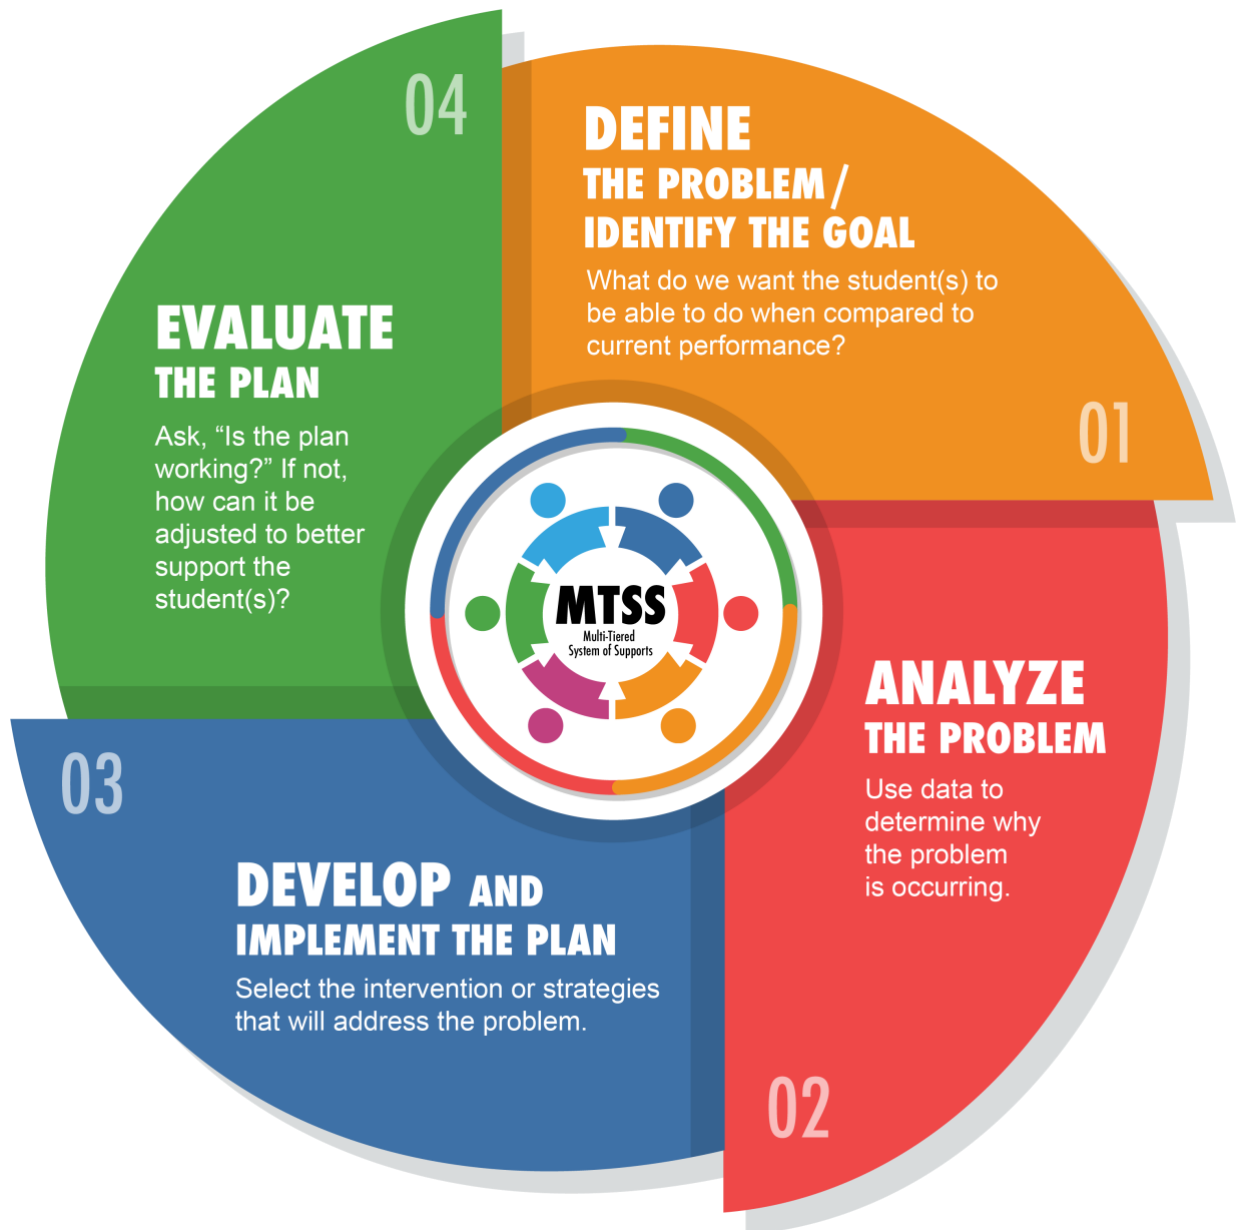 01
DEFINE
THE PROBLEM/
IDENTIFY THE GOAL
What do we want the student(s) to
be able to do when compared to
current performance?
02
ANALYZE
THE PROBLEM
Use data to
determine why
the problem
is occurring.
03
DEVELOP AND
IMPLEMENT THE PLAN
Select the intervention or strategies
that will address the problem.
04
EVALUATE
THE PLAN
Ask, “Is the plan
working?” If not,
how can it be
adjusted to better
support the
student(s)?
MTSS
Multi-Tiered
System of Supports